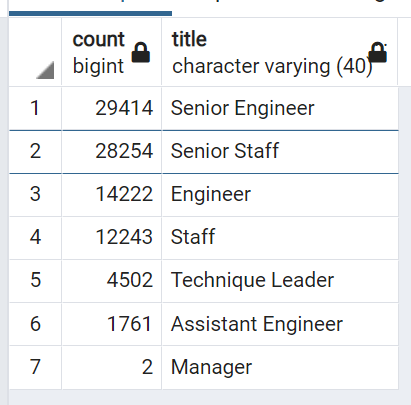 count
bigint
title
character varying (40)
1 29414 Senior Engineer
2 28254 Senior Staff
3 14222 Engineer
4 12243 Staff
5 4502 Technique Leader
6 1761 Assistant Engineer
7 2 Manager